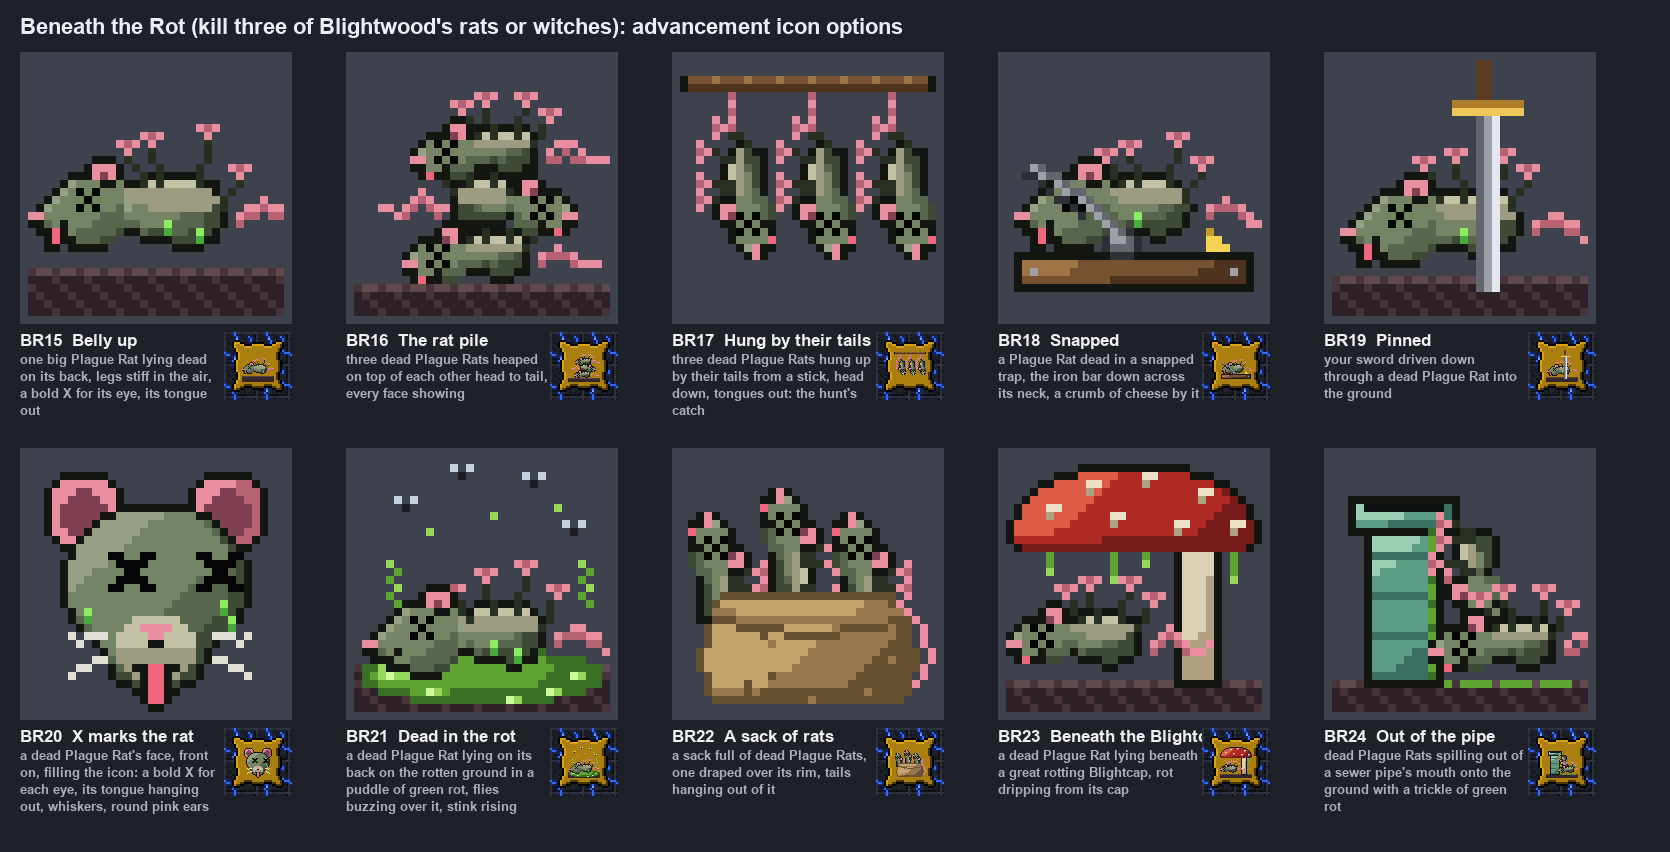 Beneath the Rot (kill three of Blightwood's rats or witches): advancement icon options
BR15 Belly up
one big Plague Rat lying dead
on its back, legs stiff in the air,
a bold X for its eye, its tongue
out
BR16 The rat pile
three dead Plague Rats heaped
on top of each other head to tail,
every face showing
BR17 Hung by their tails
three dead Plague Rats hung up
by their tails from a stick, head
down, tongues out: the hunt's
catch
BR18 Snapped
a Plague Rat dead in a snapped
trap, the iron bar down across
its neck, a crumb of cheese by it
BR19 Pinned
your sword driven down
through a dead Plague Rat into
the ground
BR20 X marks the rat
a dead Plague Rat's face, front
on, filling the icon: a bold X for
each eye, its tongue hanging
out, whiskers, round pink ears
BR21 Dead in the rot
a dead Plague Rat lying on its
back on the rotten ground in a
puddle of green rot, flies
buzzing over it, stink rising
BR22 A sack of rats
a sack full of dead Plague Rats,
one draped over its rim, tails
hanging out of it
BR23 Beneath the Blight
a dead Plague Rat lying beneath
a great rotting Blightcap, rot
dripping from its cap
BR24 Out of the pipe
dead Plague Rats spilling out of
a sewer pipe's mouth onto the
ground with a trickle of green
rot